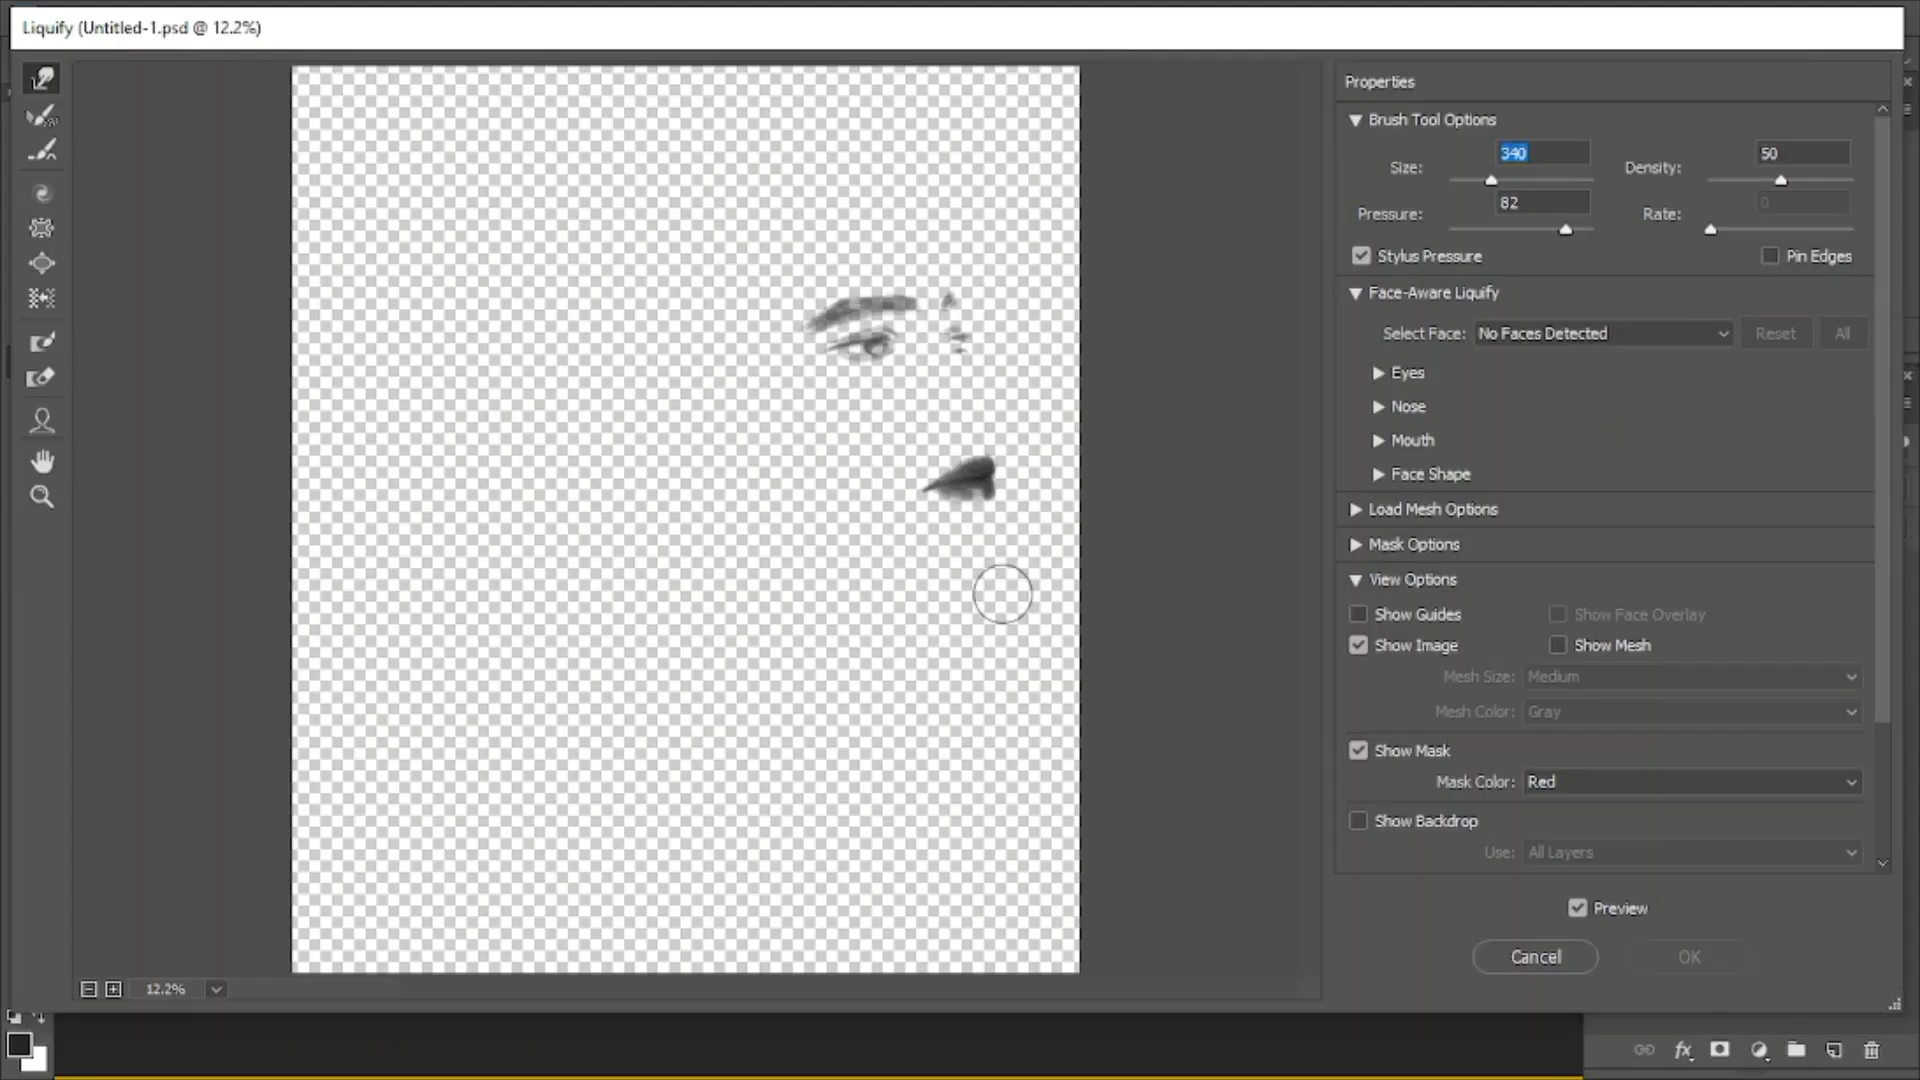 Liquify (Untitled-1.psd @ 12.2%)
Properties
Brush Tool Options
Size: 340
Density: 50
Pressure: 82
Rate: 0
Stylus Pressure
Pin Edges
Face-Aware Liquify
Select Face: No Faces Detected
Reset
All
Eyes
Nose
Mouth
Face Shape
Load Mesh Options
Mask Options
View Options
Show Guides
Show Face Overlay
Show Image
Show Mesh
Mesh Size: Medium
Mesh Color: Gray
Show Mask
Mask Color: Red
Show Backdrop
Use: All Layers
Preview
Cancel
OK
12.2%
fx